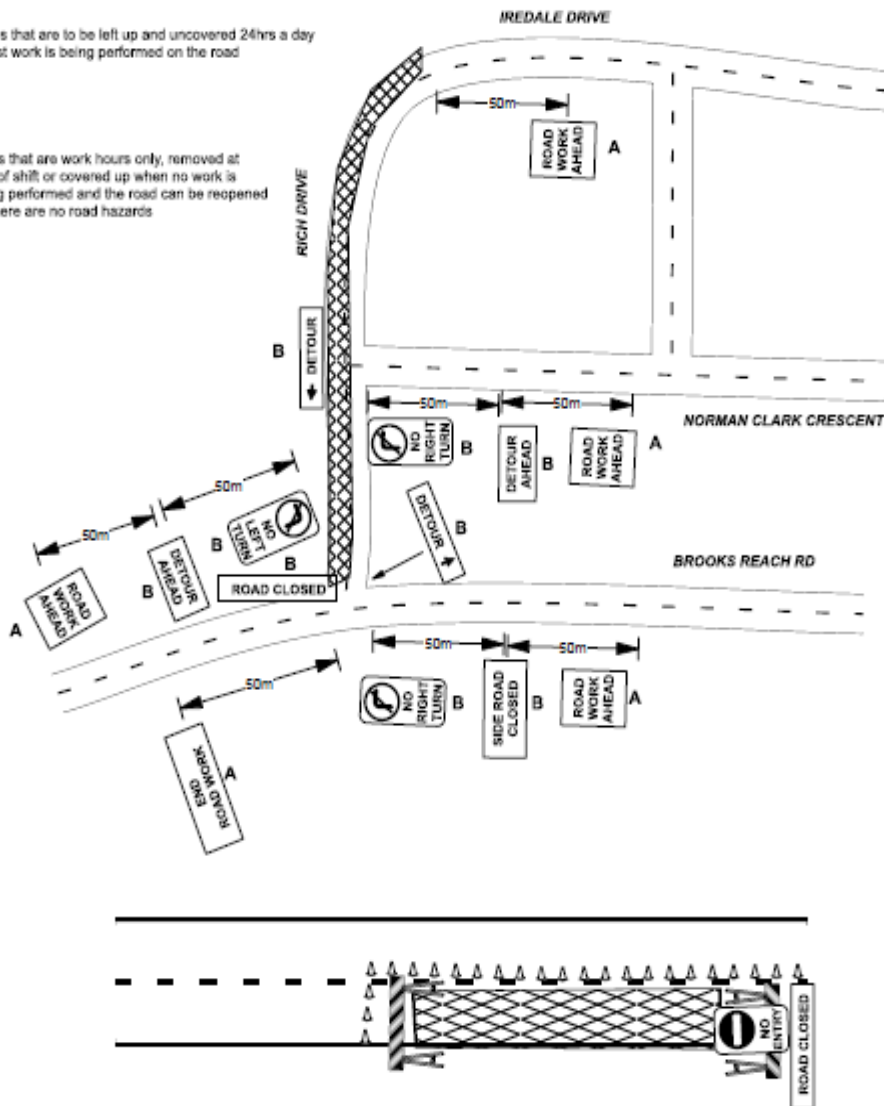 IREDALE DRIVE
s that are to be left up and uncovered 24hrs a day
st work is being performed on the road
50m
ROAD
WORK
AHEAD
A
s that are work hours only, removed at
of shift or covered up when no work is
g performed and the road can be reopened
ere are no road hazards
RICH DRIVE
B
DETOUR
50m
50m
NORMAN CLARK CRESCENT
NO
RIGHT
TURN
B
DETOUR
AHEAD
B
ROAD
WORK
AHEAD
A
50m
50m
NO
LEFT
TURN
B
B
ROAD CLOSED
DETOUR
AHEAD
B
ROAD
WORK
AHEAD
A
DETOUR
B
BROOKS REACH RD
50m
50m
50m
NO
RIGHT
TURN
B
SIDE ROAD
CLOSED
B
ROAD
WORK
AHEAD
A
END
ROAD WORK
A
NO
ENTRY
ROAD CLOSED